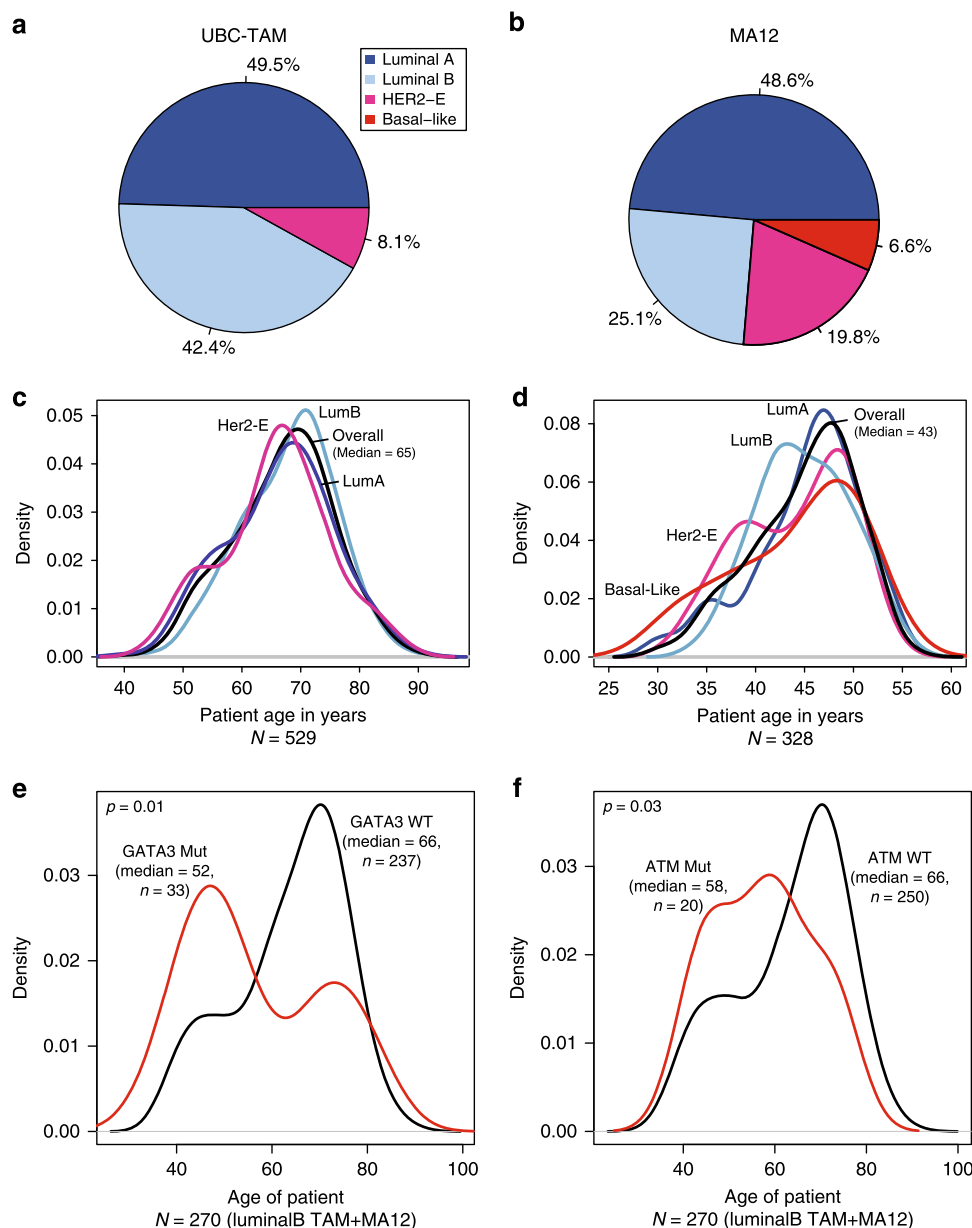 a
UBC-TAM
49.5%
Luminal A
Luminal B
HER2–E
Basal–like
8.1%
42.4%
b
MA12
48.6%
6.6%
25.1%
19.8%
c
0.05
0.04
0.03
0.02
0.01
0.00
Density
Her2-E
LumB
Overall
(Median = 65)
LumA
40
50
60
70
80
90
Patient age in years
N = 529
d
0.08
0.06
0.04
0.02
0.00
Density
LumA
Overall
(Median = 43)
LumB
Her2-E
Basal-Like
25
30
35
40
45
50
55
60
Patient age in years
N = 328
e
p = 0.01
GATA3 WT
(median = 66,
n = 237)
GATA3 Mut
(median = 52,
n = 33)
0.03
0.02
0.01
0.00
Density
40
60
80
100
Age of patient
N = 270 (luminalB TAM+MA12)
f
p = 0.03
ATM Mut
(median = 58,
n = 20)
ATM WT
(median = 66,
n = 250)
0.03
0.02
0.01
0.00
Density
40
60
80
100
Age of patient
N = 270 (luminalB TAM+MA12)